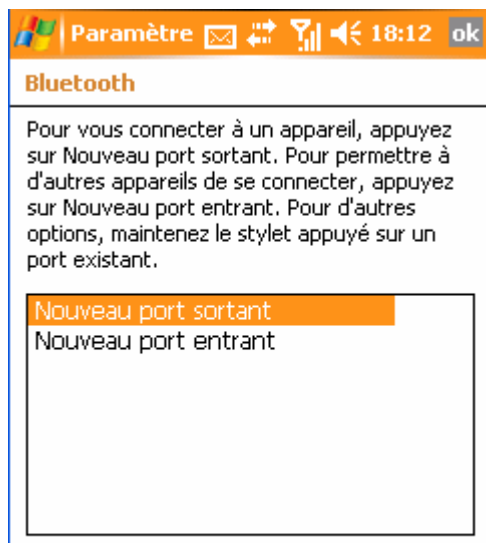 Paramètre 18:12 ok
Bluetooth
Pour vous connecter à un appareil, appuyez
sur Nouveau port sortant. Pour permettre à
d'autres appareils de se connecter, appuyez
sur Nouveau port entrant. Pour d'autres
options, maintenez le stylet appuyé sur un
port existant.
Nouveau port sortant
Nouveau port entrant